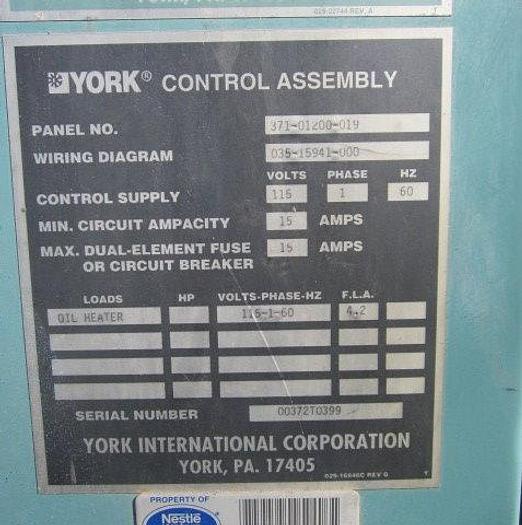 029-22744 REV. A
YORK® CONTROL ASSEMBLY
PANEL NO. 371-01200-019
WIRING DIAGRAM 035-15941-000
VOLTS PHASE HZ
CONTROL SUPPLY 115 1 60
MIN. CIRCUIT AMPACITY 15 AMPS
MAX. DUAL-ELEMENT FUSE 15 AMPS
OR CIRCUIT BREAKER
LOADS HP VOLTS-PHASE-HZ F.L.A.
OIL HEATER 115-1-60 4.2
SERIAL NUMBER 00372T0399
YORK INTERNATIONAL CORPORATION
YORK, PA. 17405
PROPERTY OF
Nestle